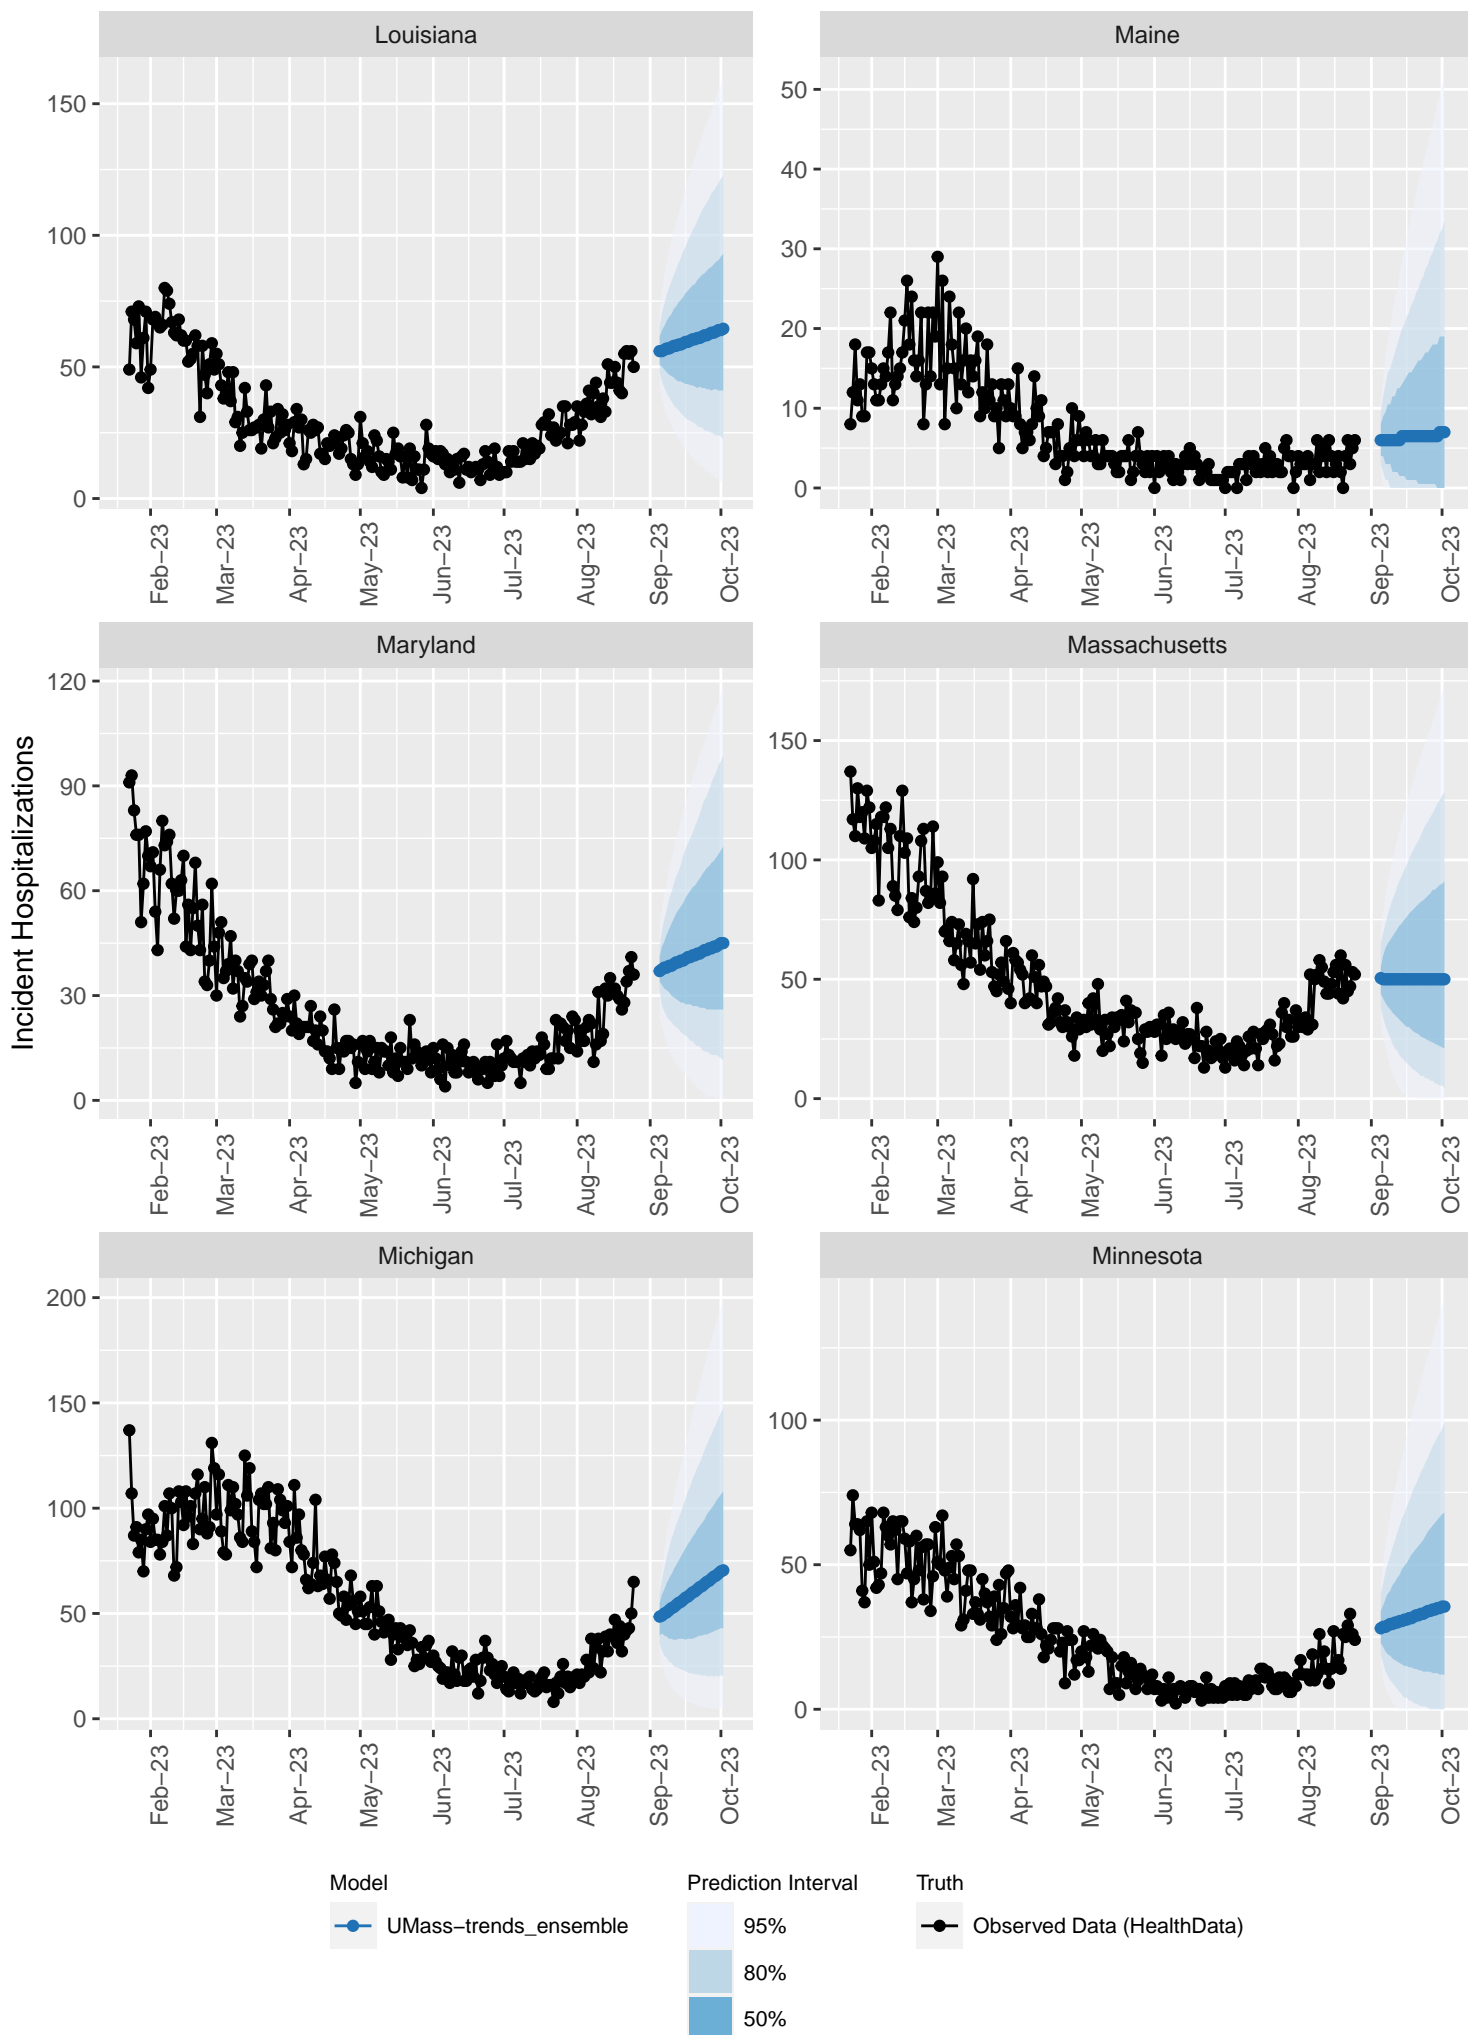 Louisiana
Maine
150
100
50
0
50
40
30
20
10
0
Feb−23
Mar−23
Apr−23
May−23
Jun−23
Jul−23
Aug−23
Sep−23
Oct−23
Feb−23
Mar−23
Apr−23
May−23
Jun−23
Jul−23
Aug−23
Sep−23
Oct−23
Incident Hospitalizations
Maryland
Massachusetts
120
90
60
30
0
150
100
50
0
Feb−23
Mar−23
Apr−23
May−23
Jun−23
Jul−23
Aug−23
Sep−23
Oct−23
Feb−23
Mar−23
Apr−23
May−23
Jun−23
Jul−23
Aug−23
Sep−23
Oct−23
Michigan
Minnesota
200
150
100
50
0
100
50
0
Feb−23
Mar−23
Apr−23
May−23
Jun−23
Jul−23
Aug−23
Sep−23
Oct−23
Feb−23
Mar−23
Apr−23
May−23
Jun−23
Jul−23
Aug−23
Sep−23
Oct−23
Model
UMass−trends_ensemble
Prediction Interval
95%
80%
50%
Truth
Observed Data (HealthData)